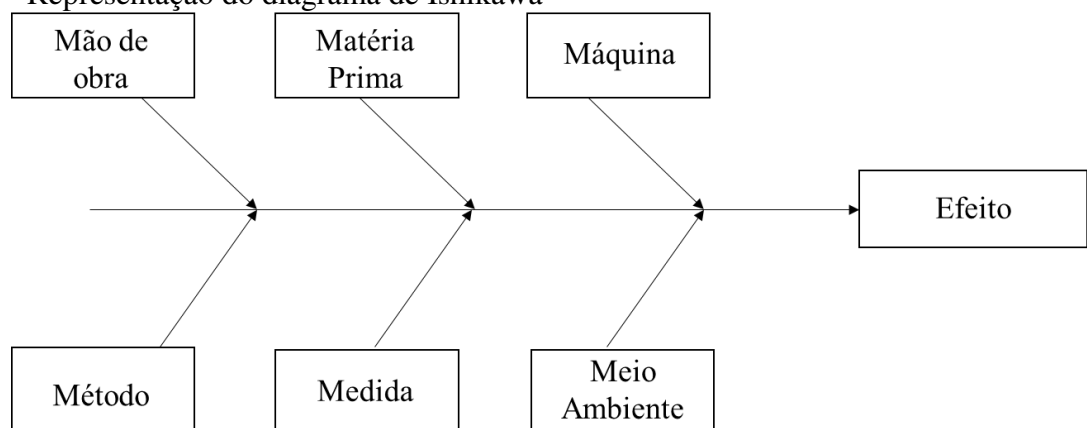 Representação do diagrama de Ishikawa
Mão de
obra
Matéria
Prima
Máquina
Efeito
Método
Medida
Meio
Ambiente